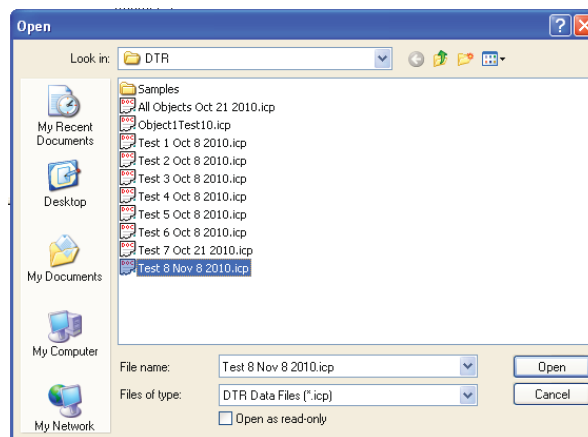 Open
Look in: DTR
Samples
All Objects Oct 21 2010.icp
Object1Test10.icp
Test 1 Oct 8 2010.icp
Test 2 Oct 8 2010.icp
Test 3 Oct 8 2010.icp
Test 4 Oct 8 2010.icp
Test 5 Oct 8 2010.icp
Test 6 Oct 8 2010.icp
Test 7 Oct 21 2010.icp
Test 8 Nov 8 2010.icp
My Recent
Documents
Desktop
My Documents
My Computer
My Network
File name: Test 8 Nov 8 2010.icp Open
Files of type: DTR Data Files (*.icp) Cancel
Open as read-only